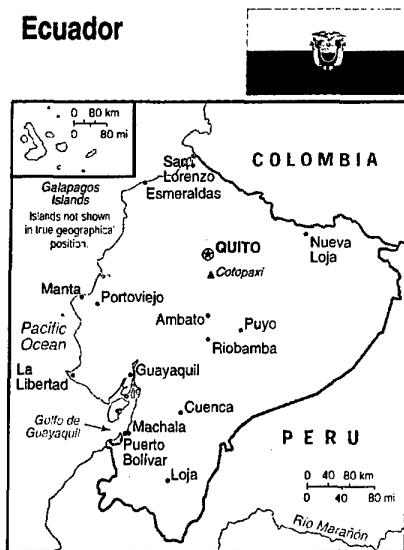 Ecuador
0 80 km
0 80 mi
Galapagos
Islands
Islands not shown
in true geographical
position.
San
Lorenzo
Esmeraldas
COLOMBIA
QUITO
Cotopaxi
Nueva
Loja
Manta
Portoviejo
Pacific
Ocean
Ambato
Puyo
Riobamba
La
Libertad
Guayaquil
Cuenca
Golfo de
Guayaquil
Machala
Puerto
Bolívar
PERU
Loja
0 40 80 km
0 40 80 mi
Río Marañón